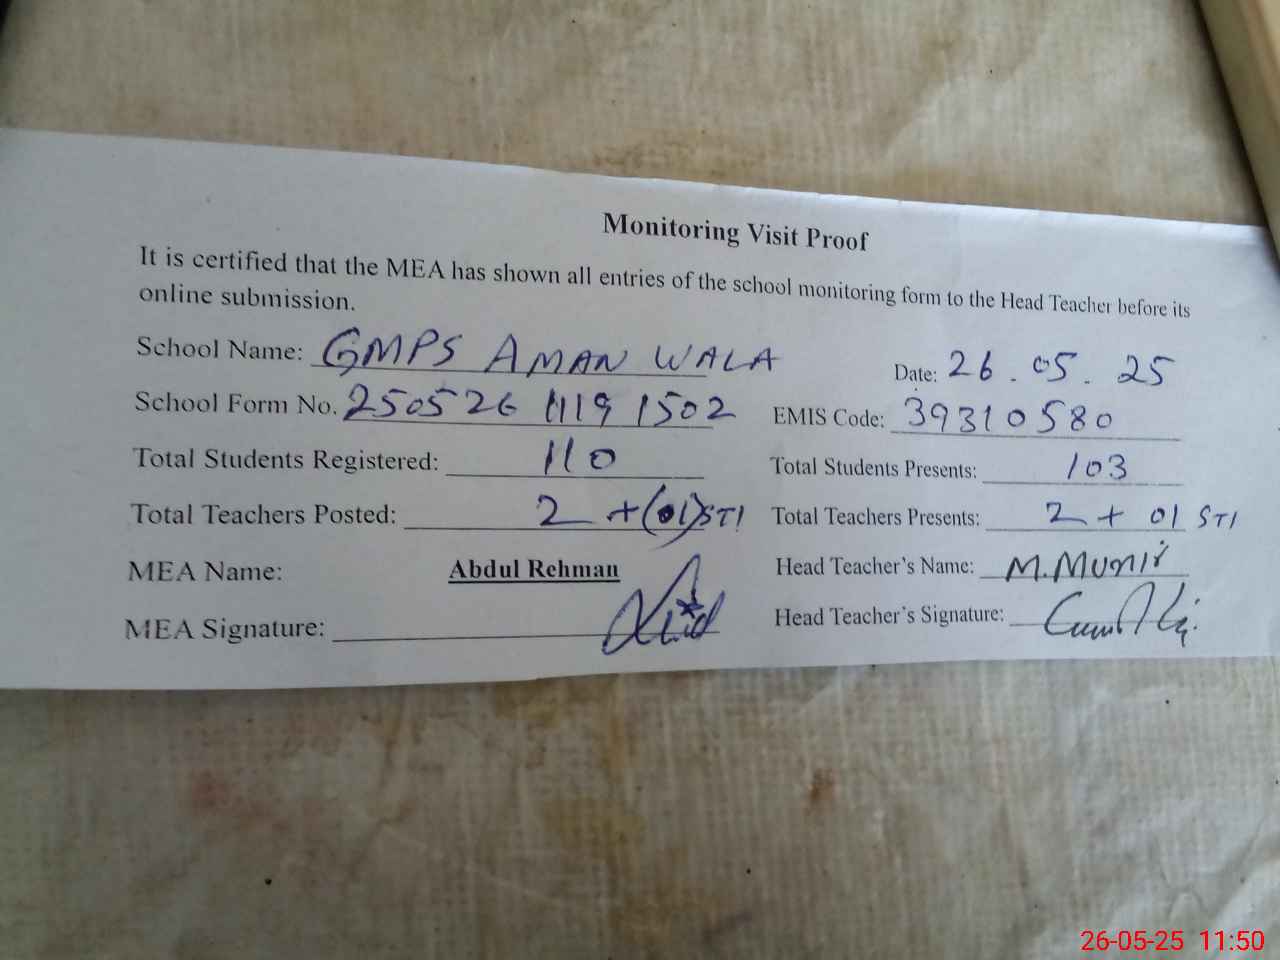 Monitoring Visit Proof
It is certified that the MEA has shown all entries of the school monitoring form to the Head Teacher before its
online submission.
School Name: GMPS AMAN WALA Date: 26.05.25
School Form No. 250526 1119 1502 EMIS Code: 39310580
Total Students Registered: 110 Total Students Presents: 103
Total Teachers Posted: 2 +(01)STI Total Teachers Presents: 2 + 01 STI
MEA Name: Abdul Rehman Head Teacher's Name: M.Munir
MEA Signature: Head Teacher's Signature:
26-05-25 11:50